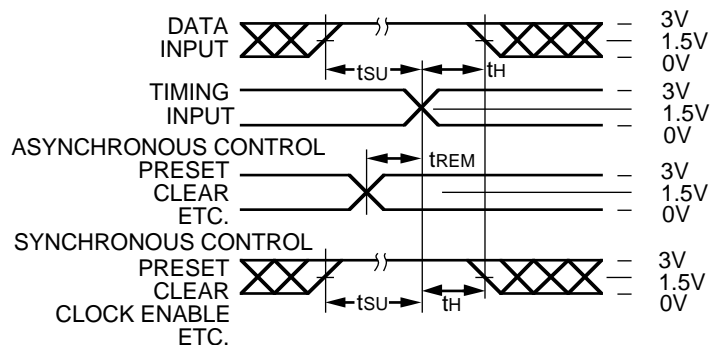 DATA
INPUT
tSU
tH
3V
1.5V
0V
TIMING
INPUT
3V
1.5V
0V
ASYNCHRONOUS CONTROL
PRESET
CLEAR
ETC.
tREM
3V
1.5V
0V
SYNCHRONOUS CONTROL
PRESET
CLEAR
CLOCK ENABLE
ETC.
tSU
tH
3V
1.5V
0V